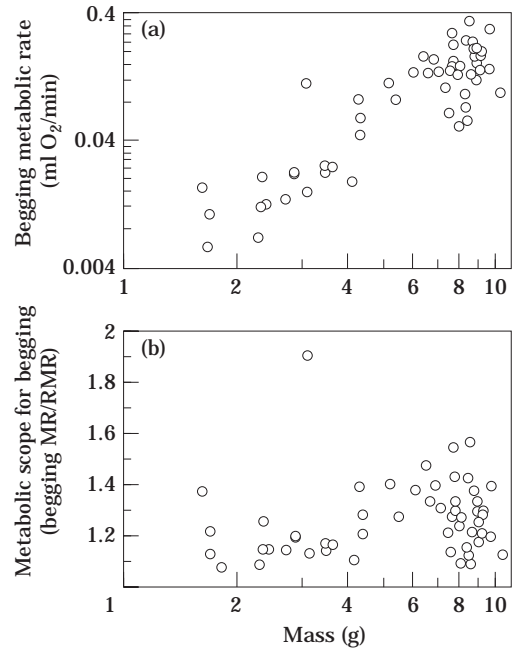 (a)
0.4
0.04
0.004
Begging metabolic rate
(ml O₂/min)
1
2
4
6
8
10
(b)
2
1.8
1.6
1.4
1.2
1
Metabolic scope for begging
(begging MR/RMR)
2
4
6
8
10
Mass (g)